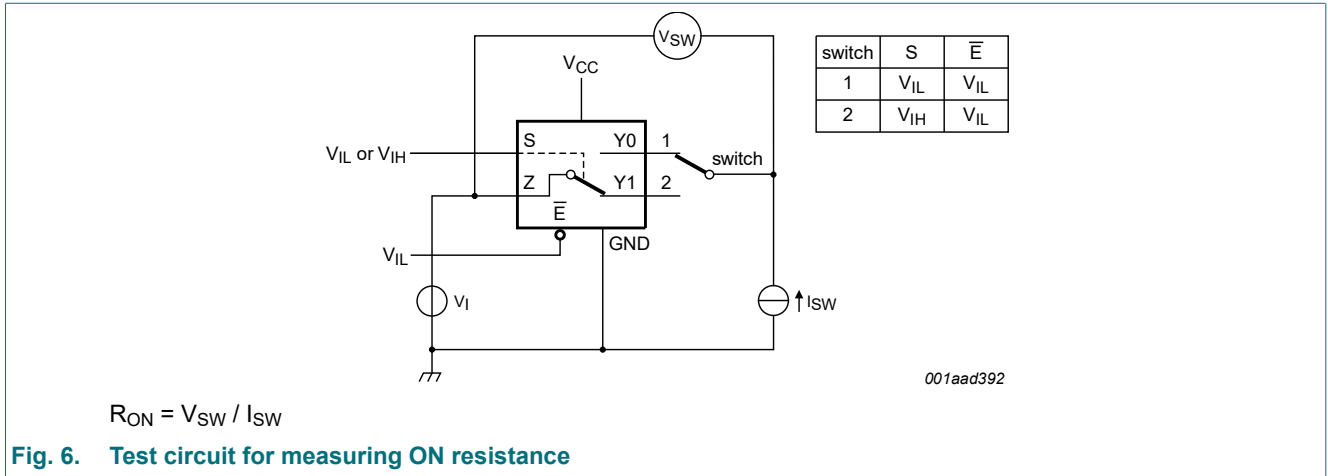 VSW
switch S E̅
1 VIL VIL
2 VIH VIL
VCC
S Y0 1
VIL or VIH
switch
Z Y1 2
E̅
GND
VIL
VI
ISW
001aad392
RON = VSW / ISW
Fig. 6. Test circuit for measuring ON resistance